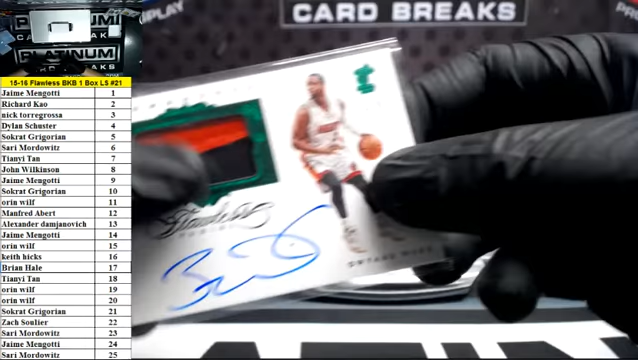 CARD BREAKS
PLATINUM
PLATINUM
15-16 Flawless BKB 1 Box LS #21
Jaime Mengotti 1
Richard Kao 2
nick torregrossa 3
Dylan Schuster 4
Sokrat Grigorian 5
Sari Mordowitz 6
Tianyi Tan 7
John Wilkinson 8
Jaime Mengotti 9
Sokrat Grigorian 10
orin wilf 11
Manfred Abert 12
Alexander damjanovich 13
Jaime Mengotti 14
orin wilf 15
keith hicks 16
Brian Hale 17
Tianyi Tan 18
orin wilf 19
orin wilf 20
Sokrat Grigorian 21
Zach Soulier 22
Sari Mordowitz 23
Jaime Mengotti 24
Sari Mordowitz 25
Flawless
DWYANE WADE